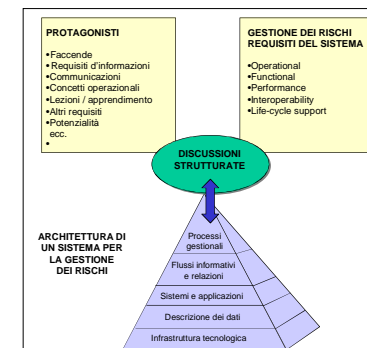 PROTAGONISTI
•Faccende
•Requisiti d'informazioni
•Communicazioni
•Concetti operazionali
•Lezioni / apprendimento
•Altri requisiti
•Potenzialità
ecc.
•
GESTIONE DEI RISCHI
REQUISITI DEL SISTEMA
•Operational
•Functional
•Performance
•Interoperability
•Life-cycle support
DISCUSSIONI
STRUTTURATE
ARCHITETTURA DI
UN SISTEMA PER
LA GESTIONE
DEI RISCHI
Processi
gestionali
Flussi informativi
e relazioni
Sistemi e applicazioni
Descrizione dei dati
Infrastruttura tecnologica